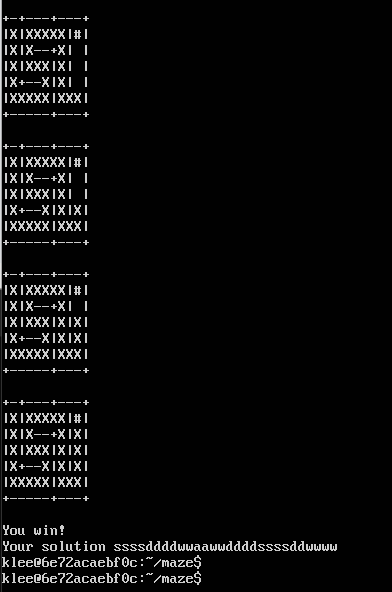 +-+---+---+
|X|XXXXX|#|
|X|X--+X| |
|X|XXX|X| |
|X+--X|X| |
|XXXXX|XXX|
+-----+---+
+-+---+---+
|X|XXXXX|#|
|X|X--+X| |
|X|XXX|X| |
|X+--X|X|X|
|XXXXX|XXX|
+-----+---+
+-+---+---+
|X|XXXXX|#|
|X|X--+X| |
|X|XXX|X|X|
|X+--X|X|X|
|XXXXX|XXX|
+-----+---+
+-+---+---+
|X|XXXXX|#|
|X|X--+X|X|
|X|XXX|X|X|
|X+--X|X|X|
|XXXXX|XXX|
+-----+---+
You win!
Your solution ssssddddwwaawwddddssssddwwww
klee@6e72acaebf0c:~/maze$
klee@6e72acaebf0c:~/maze$